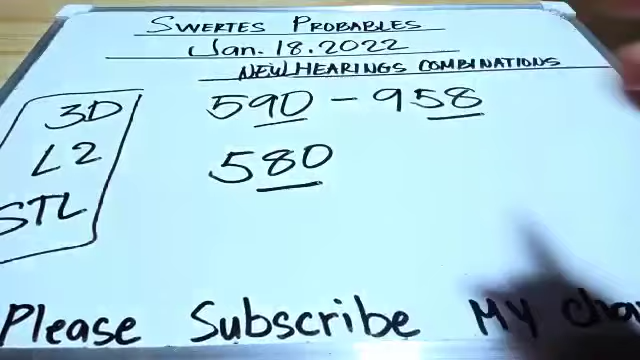 SWERTES PROBABLES
Jan. 18. 2022
NEW HEARINGS COMBINATIONS
3D
L2
STL
590 - 958
580
Please Subscribe My